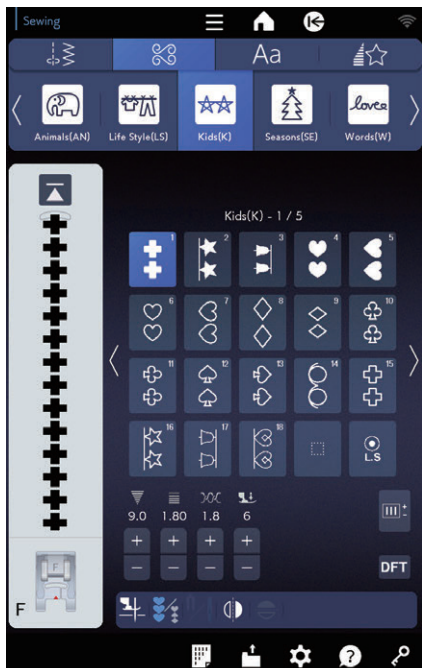 Sewing
Aa
Animals(AN) Life Style(LS) Kids(K) Seasons(SE) Words(W)
love
Kids(K) - 1 / 5
1 2 3 4 5
6 7 8 9 10
11 12 13 14 15
16 17 18 L.S
9.0 1.80 1.8 6
+ + + +
− − − −
DFT
F
F
?